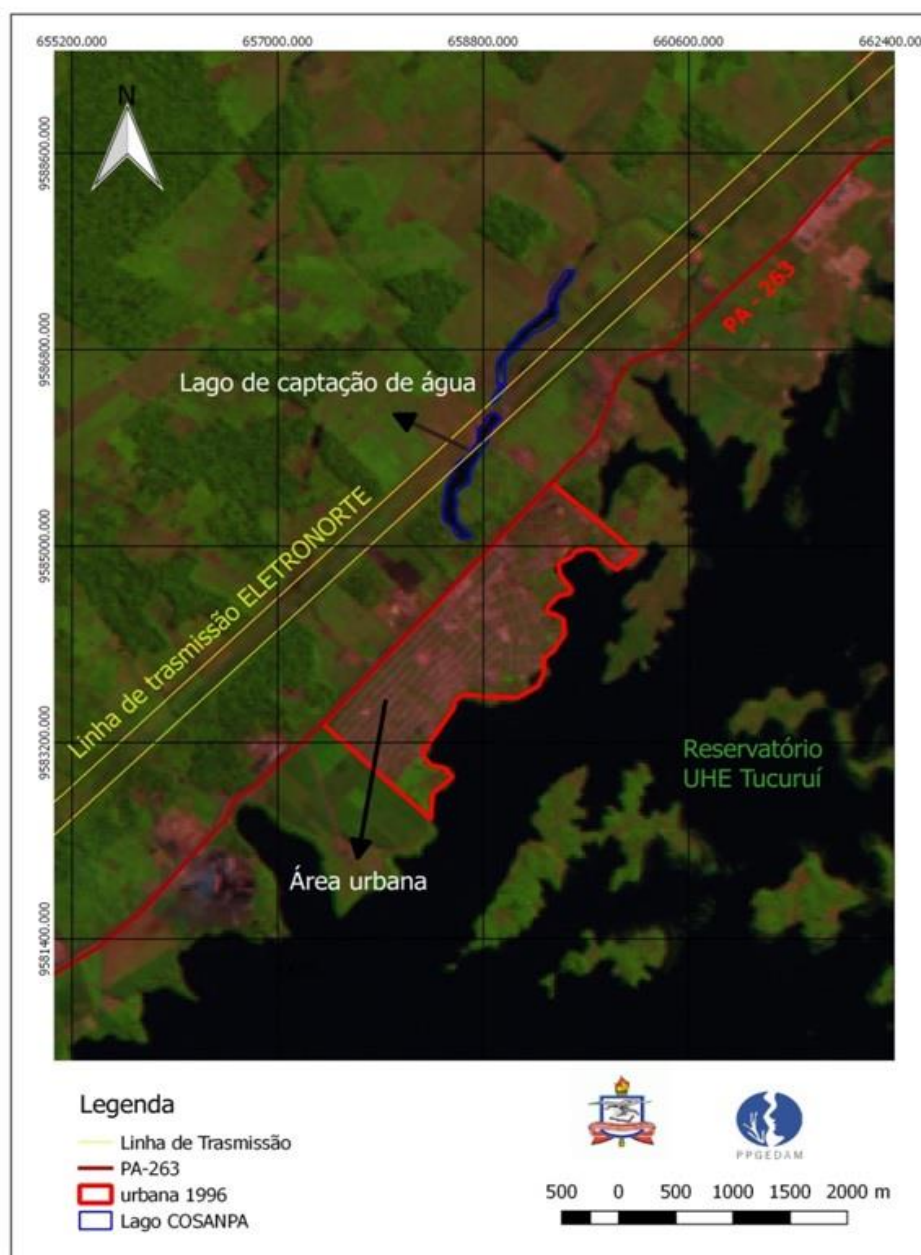 655200.000 657000.000 658800.000 660600.000 662400.000
N
9588600.000
9586800.000
9585000.000
9583200.000
9581400.000
PA - 263
Lago de captação de água
Linha de trasmissão ELETRONORTE
Reservatório
UHE Tucuruí
Área urbana
Legenda
Linha de Trasmissão
PA-263
urbana 1996
Lago COSANPA
PPGEDAM
500 0 500 1000 1500 2000 m